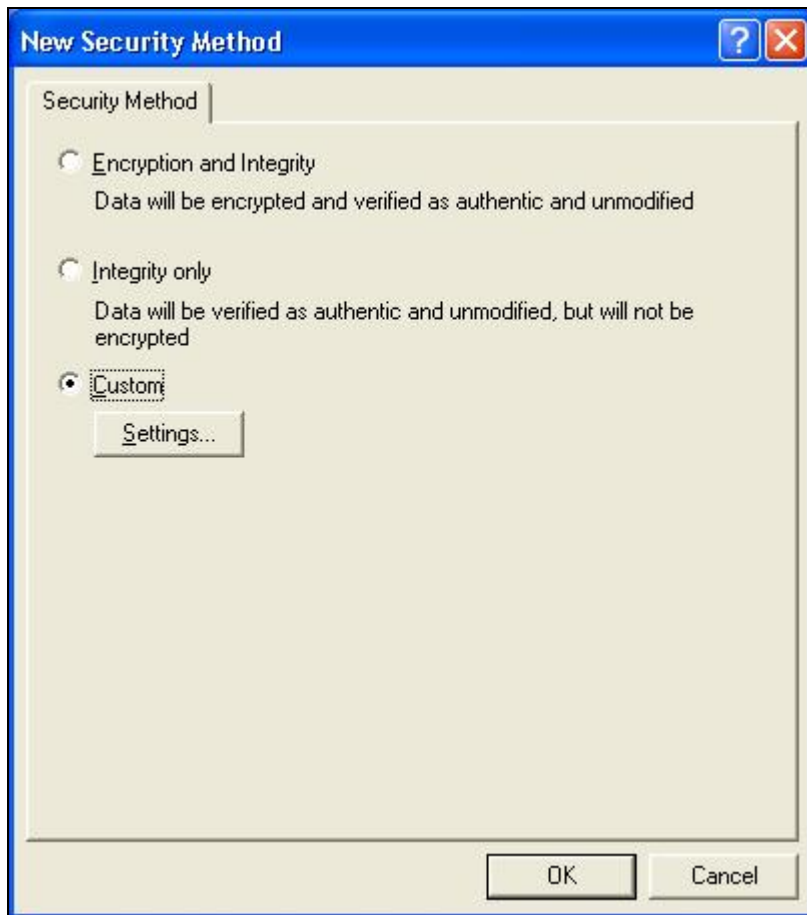 New Security Method
Security Method
Encryption and Integrity
Data will be encrypted and verified as authentic and unmodified
Integrity only
Data will be verified as authentic and unmodified, but will not be
encrypted
Custom
Settings...
OK Cancel